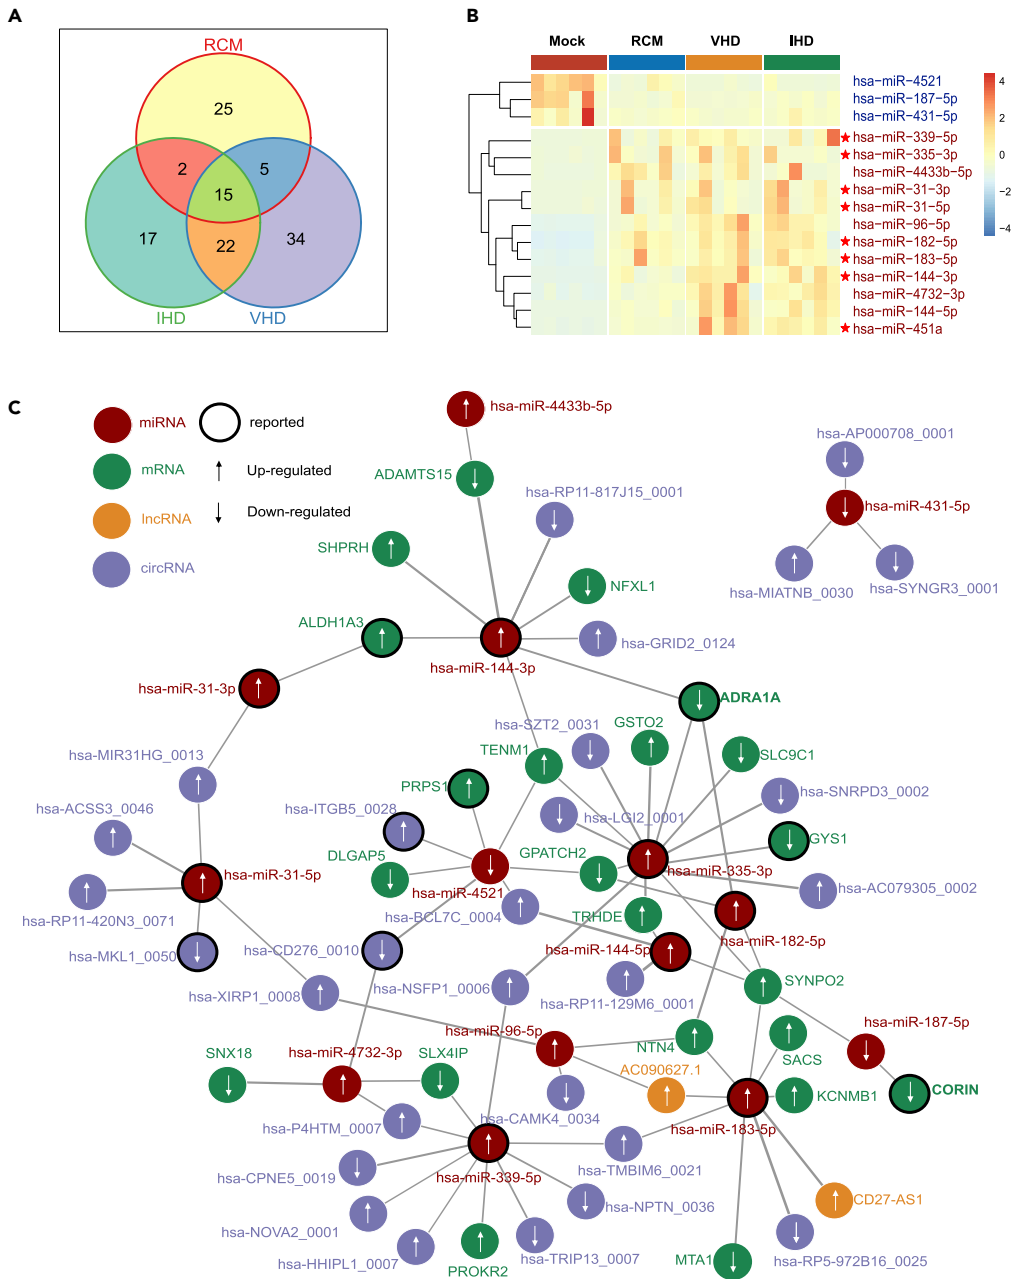 A
RCM
25
2
5
15
17
22
34
IHD
VHD
B
Mock
RCM
VHD
IHD
hsa−miR−4521
hsa−miR−187−5p
hsa−miR−431−5p
hsa−miR−339−5p
hsa−miR−335−3p
hsa−miR−4433b−5p
hsa−miR−31−3p
hsa−miR−31−5p
hsa−miR−96−5p
hsa−miR−182−5p
hsa−miR−183−5p
hsa−miR−144−3p
hsa−miR−4732−3p
hsa−miR−144−5p
hsa−miR−451a
4
2
0
−2
−4
C
miRNA
reported
mRNA
Up-regulated
lncRNA
Down-regulated
circRNA
hsa-miR-4433b-5p
ADAMTS15
hsa-RP11-817J15_0001
SHPRH
NFXL1
ALDH1A3
hsa-GRID2_0124
hsa-miR-144-3p
hsa-miR-31-3p
hsa-AP000708_0001
hsa-miR-431-5p
hsa-MIATNB_0030
hsa-SYNGR3_0001
ADRA1A
hsa-SZT2_0031
GSTO2
TENM1
SLC9C1
hsa-MIR31HG_0013
PRPS1
hsa-SNRPD3_0002
hsa-ACSS3_0046
hsa-ITGB5_0028
hsa-LGI2_0001
GYS1
DLGAP5
GPATCH2
hsa-miR-335-3p
hsa-miR-31-5p
hsa-miR-4521
hsa-AC079305_0002
hsa-RP11-420N3_0071
hsa-BCL7C_0004
TRHDE
hsa-miR-182-5p
hsa-MKL1_0050
hsa-CD276_0010
hsa-miR-144-5p
hsa-XIRP1_0008
hsa-NSFP1_0006
hsa-RP11-129M6_0001
SYNPO2
hsa-miR-96-5p
hsa-miR-187-5p
SNX18
hsa-miR-4732-3p
SLX4IP
NTN4
SACS
AC090627.1
CORIN
KCNMB1
hsa-P4HTM_0007
hsa-CAMK4_0034
hsa-miR-183-5p
hsa-CPNE5_0019
hsa-miR-339-5p
hsa-TMBIM6_0021
hsa-NPTN_0036
CD27-AS1
hsa-NOVA2_0001
hsa-HHIPL1_0007
PROKR2
hsa-TRIP13_0007
MTA1
hsa-RP5-972B16_0025